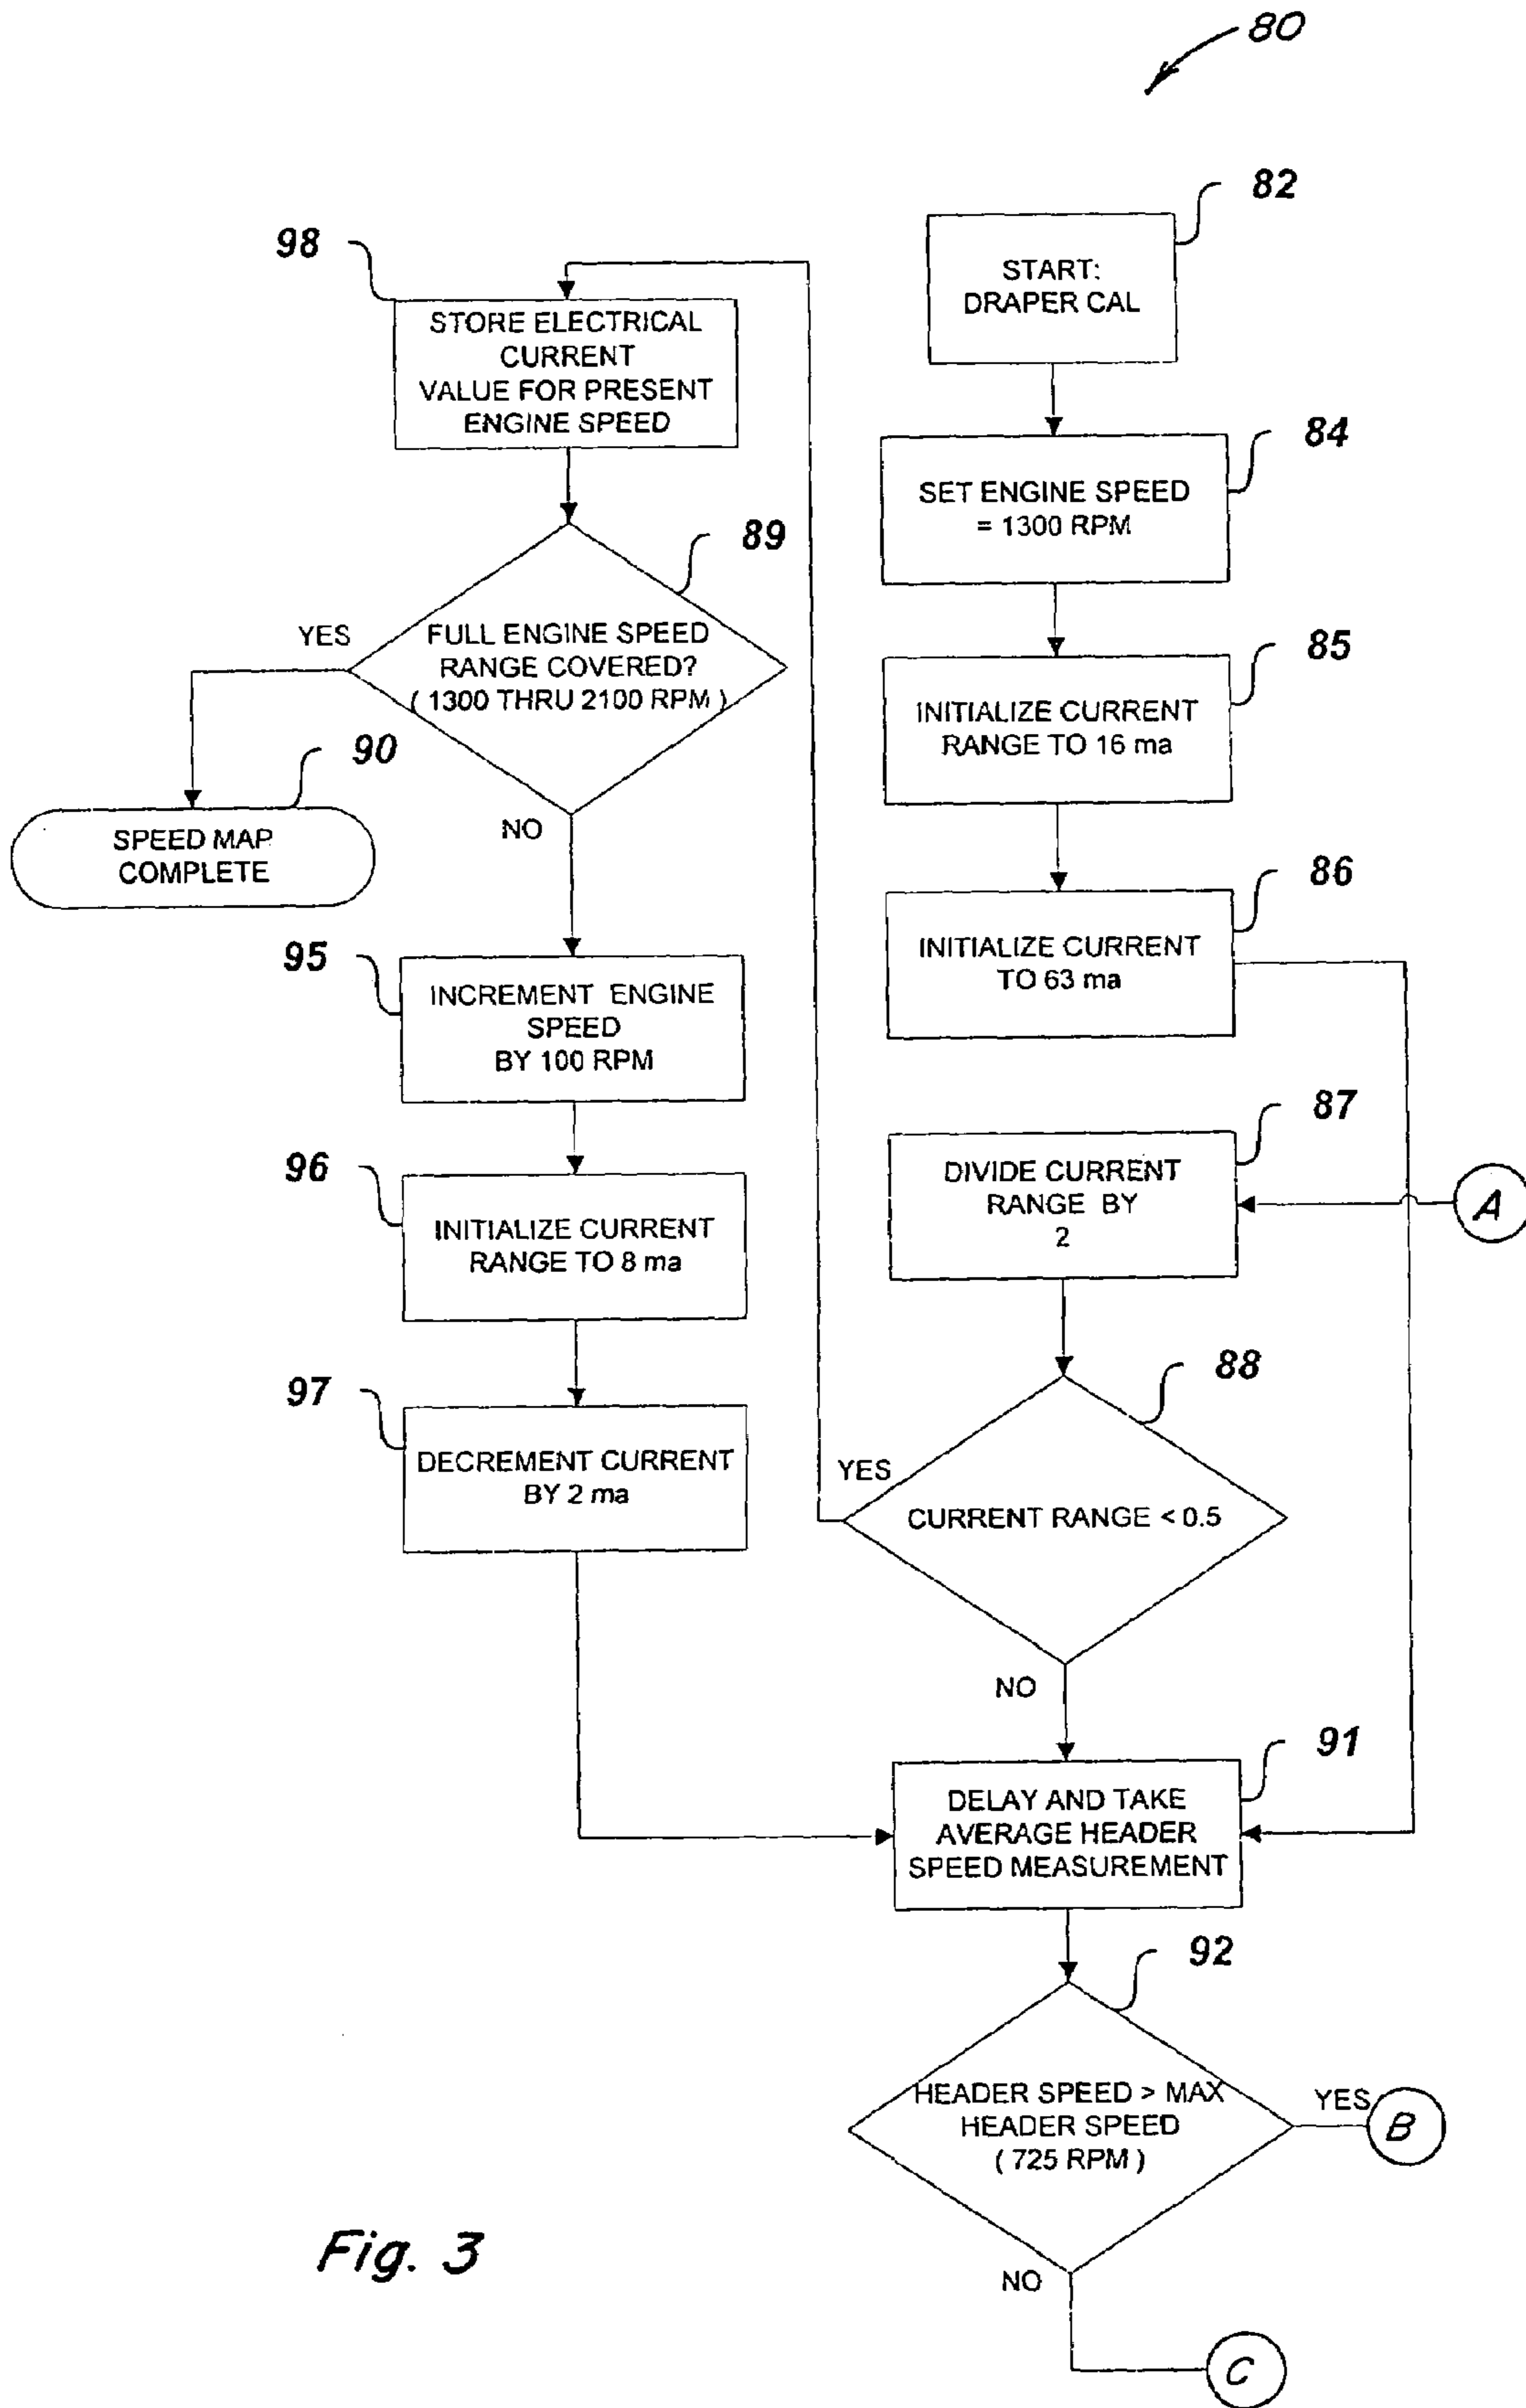 80
82
START:
DRAPER CAL
84
SET ENGINE SPEED
= 1300 RPM
85
INITIALIZE CURRENT
RANGE TO 16 ma
86
INITIALIZE CURRENT
TO 63 ma
87
DIVIDE CURRENT
RANGE BY
2
A
88
YES
CURRENT RANGE < 0.5
NO
98
STORE ELECTRICAL
CURRENT
VALUE FOR PRESENT
ENGINE SPEED
89
YES
FULL ENGINE SPEED
RANGE COVERED?
( 1300 THRU 2100 RPM )
NO
90
SPEED MAP
COMPLETE
95
INCREMENT ENGINE
SPEED
BY 100 RPM
96
INITIALIZE CURRENT
RANGE TO 8 ma
97
DECREMENT CURRENT
BY 2 ma
91
DELAY AND TAKE
AVERAGE HEADER
SPEED MEASUREMENT
92
HEADER SPEED > MAX
HEADER SPEED
( 725 RPM )
YES
B
NO
C
Fig. 3